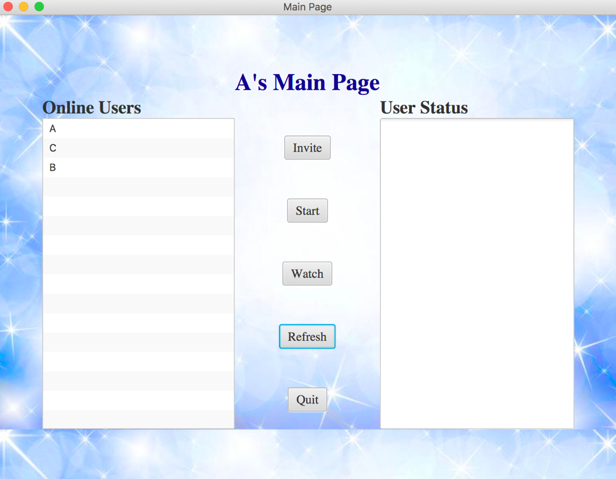 Main Page
A's Main Page
Online Users
User Status
A
C
B
Invite
Start
Watch
Refresh
Quit